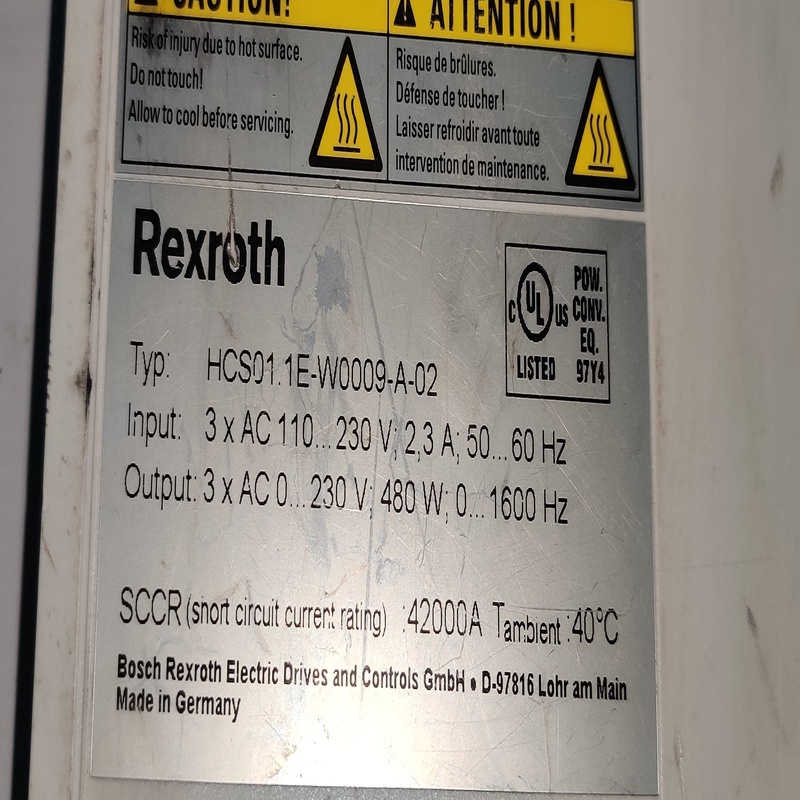 CAUTION!
ATTENTION !
Risk of injury due to hot surface.
Do not touch!
Allow to cool before servicing.
Risque de brûlures.
Défense de toucher !
Laisser refroidir avant toute
intervention de maintenance.
Rexroth
C UL US
POW.
CONV.
EQ.
LISTED 97Y4
Typ: HCS01.1E-W0009-A-02
Input: 3 x AC 110...230 V; 2,3 A; 50...60 Hz
Output: 3 x AC 0...230 V; 480 W; 0...1600 Hz
SCCR (short circuit current rating) :42000A Tambient :40°C
Bosch Rexroth Electric Drives and Controls GmbH • D-97816 Lohr am Main
Made in Germany